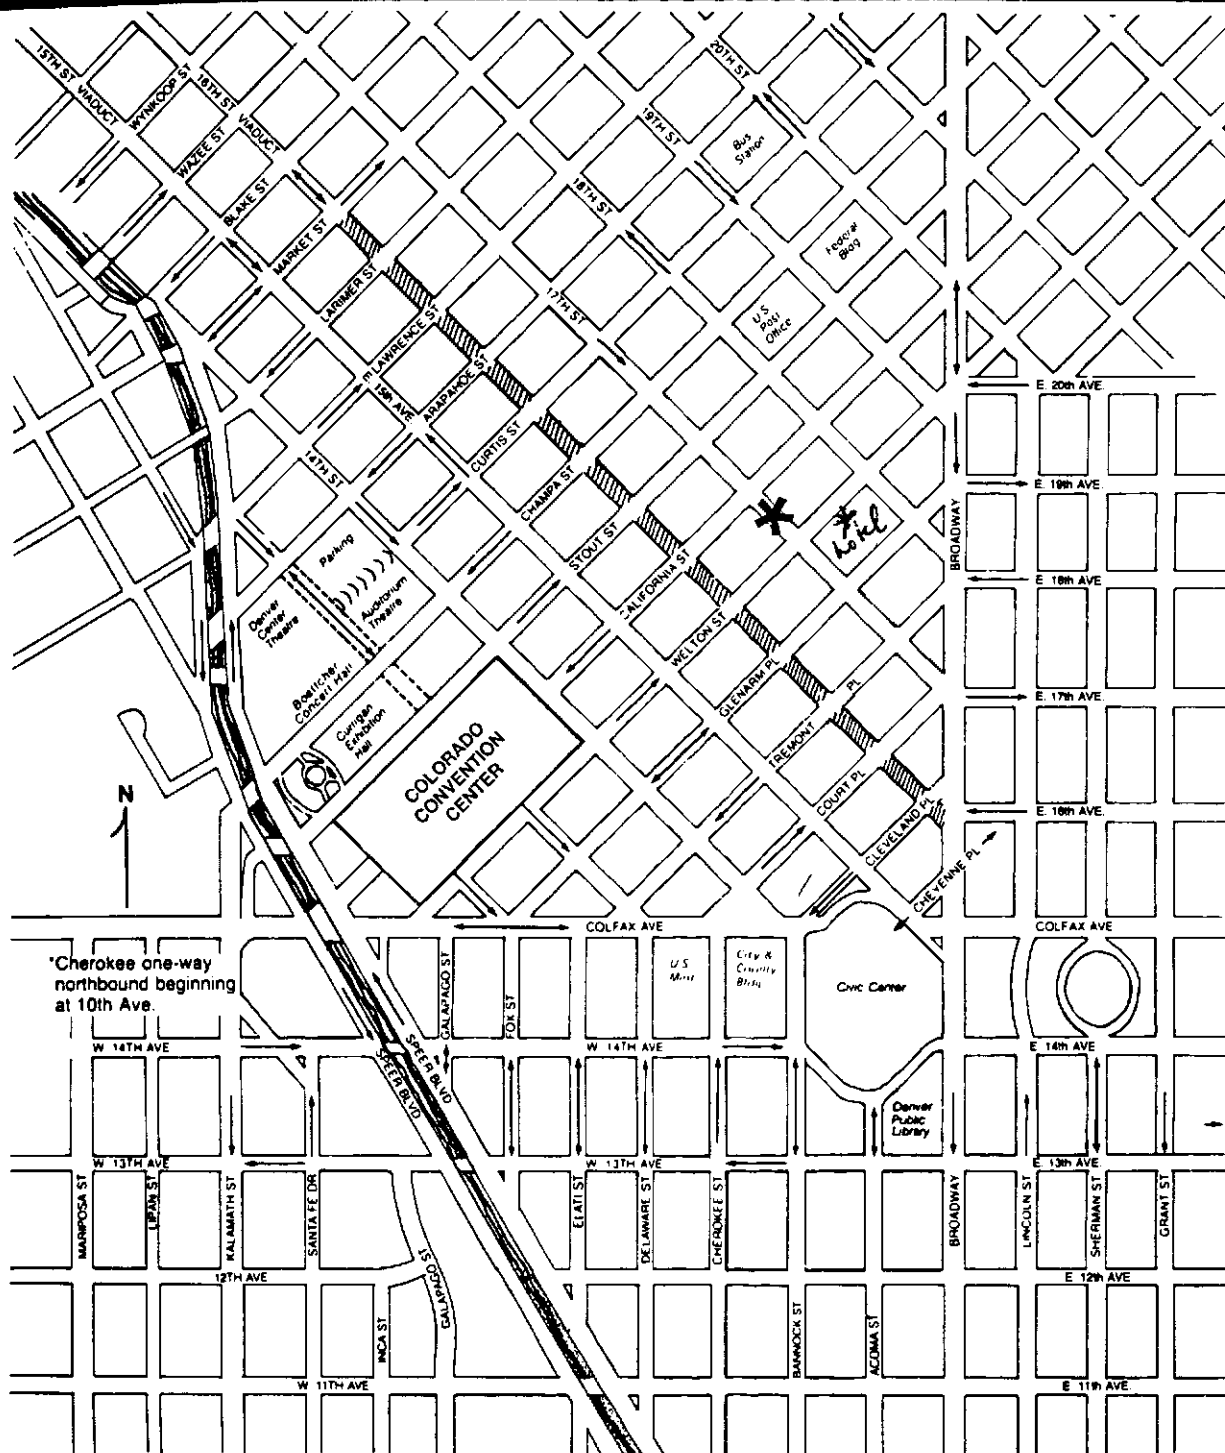 15TH ST VIADUCT
WYNKOOP ST
16TH ST VIADUCT
WAZEE ST
BLAKE ST
MARKET ST
LARIMER ST
LAWRENCE ST
15th AVE
ARAPAHOE ST
CURTIS ST
CHAMPA ST
STOUT ST
CALIFORNIA ST
WELTON ST
GLENARM PL
TREMONT PL
COURT PL
CLEVELAND PL
CHEYENNE PL
20TH ST
19TH ST
18TH ST
17TH ST
14TH ST
Bus
Station
Federal
Bldg
U.S.
Post
Office
*
* hotel
Parking
Auditorium
Theatre
Denver
Center
Theatre
Boettcher
Concert Hall
Currigan
Exhibition
Hall
COLORADO
CONVENTION
CENTER
N
E. 20th AVE.
E. 19th AVE.
BROADWAY
E. 18th AVE.
E. 17th AVE.
E. 16th AVE.
COLFAX AVE
COLFAX AVE
*Cherokee one-way
northbound beginning
at 10th Ave.
GALAPAGO ST
FOX ST
U.S.
Mint
City &
County
Bldg
Civic Center
W 14TH AVE
SPEER BLVD
SPEER BLVD
W 14TH AVE
E 14th AVE
Denver
Public
Library
W 13TH AVE
W 13TH AVE
E. 13th AVE.
MARIPOSA ST
LIPAN ST
KALAMATH ST
SANTA FE DR
ELATI ST
DELAWARE ST
CHEROKEE ST
BROADWAY
LINCOLN ST
SHERMAN ST
GRANT ST
12TH AVE
GALAPAGO ST
E 12th AVE
INCA ST
BANNOCK ST
ACOMA ST
W 11TH AVE
E 11th AVE.